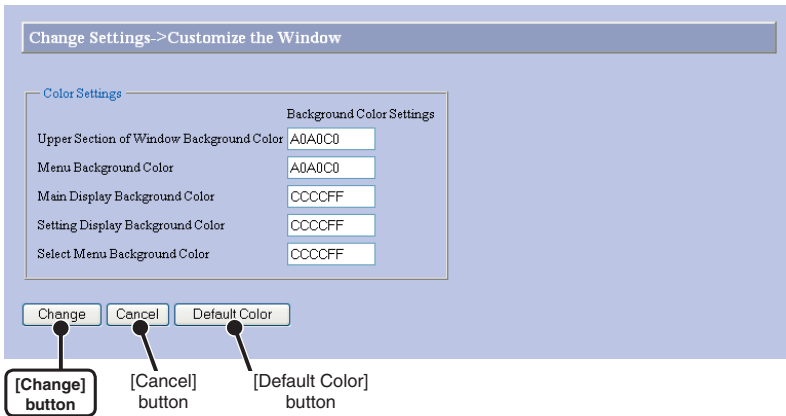 Change Settings->Customize the Window
Color Settings
Background Color Settings
Upper Section of Window Background Color A0A0C0
Menu Background Color A0A0C0
Main Display Background Color CCCCFF
Setting Display Background Color CCCCFF
Select Menu Background Color CCCCFF
Change Cancel Default Color
[Change] button
[Cancel] button
[Default Color] button